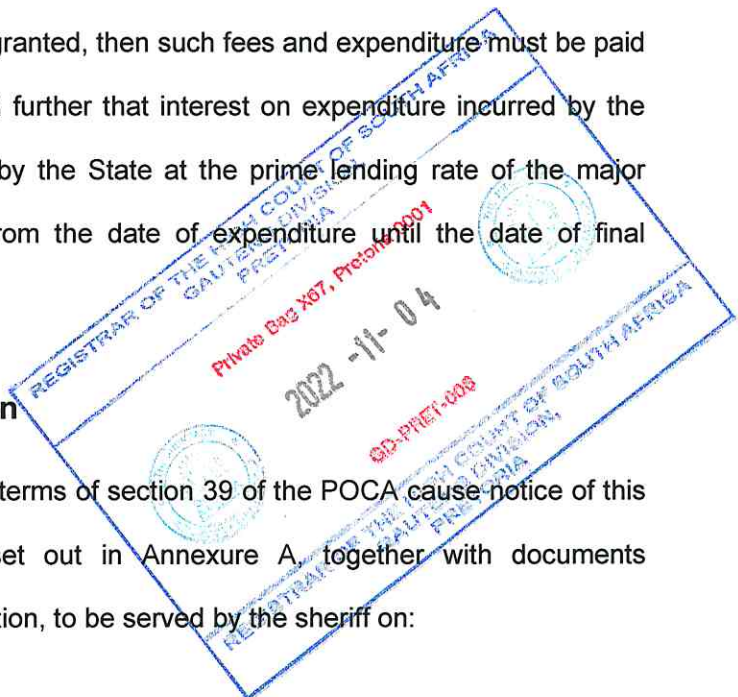 granted, then such fees and expenditure must be paid
further that interest on expenditure incurred by the
by the State at the prime lending rate of the major
from the date of expenditure until the date of final
REGISTRAR OF THE HIGH COURT OF SOUTH AFRICA
GAUTENG DIVISION
PRETORIA
Private Bag X67, Pretoria 0001
2022 -11- 04
GD-PRET-006
REGISTRAR OF THE HIGH COURT OF SOUTH AFRICA
GAUTENG DIVISION,
PRETORIA
n
terms of section 39 of the POCA cause notice of this
set out in Annexure A, together with documents
tion, to be served by the sheriff on: